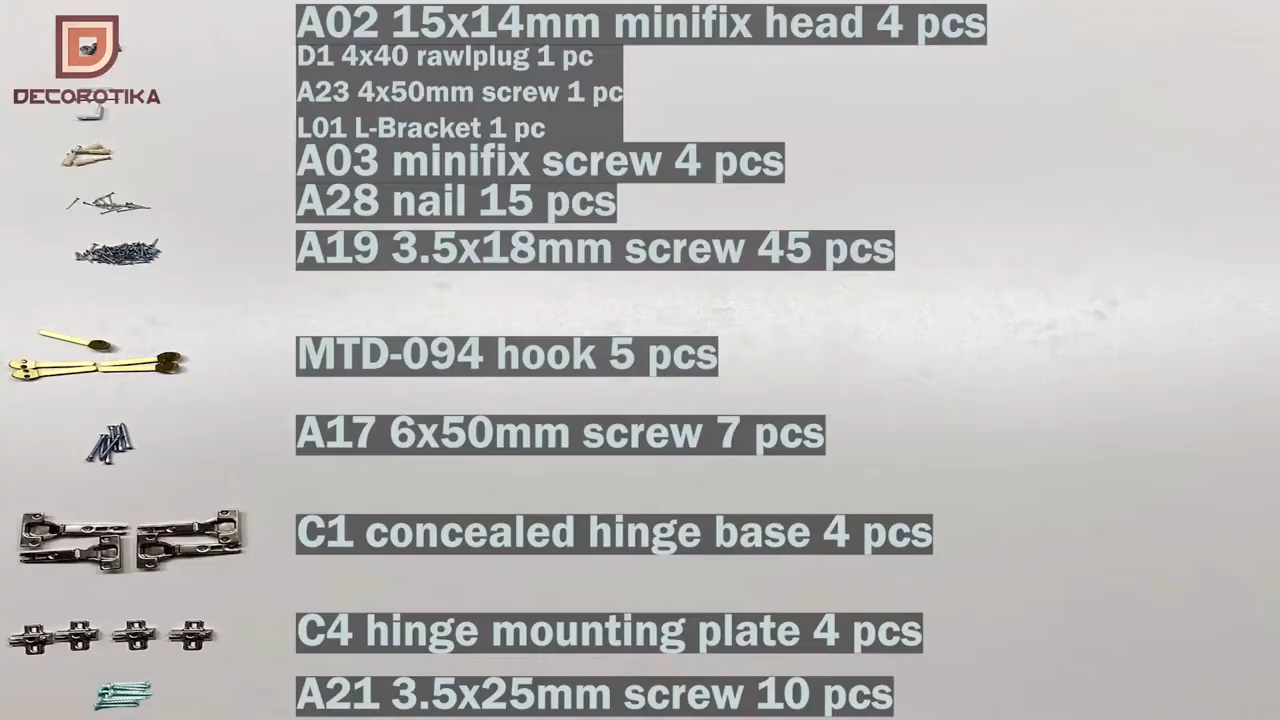 A02 15x14mm minifix head 4 pcs
D1 4x40 rawlplug 1 pc
DECOROTIKA
A23 4x50mm screw 1 pc
L01 L-Bracket 1 pc
A03 minifix screw 4 pcs
A28 nail 15 pcs
A19 3.5x18mm screw 45 pcs
MTD-094 hook 5 pcs
A17 6x50mm screw 7 pcs
C1 concealed hinge base 4 pcs
C4 hinge mounting plate 4 pcs
A21 3.5x25mm screw 10 pcs